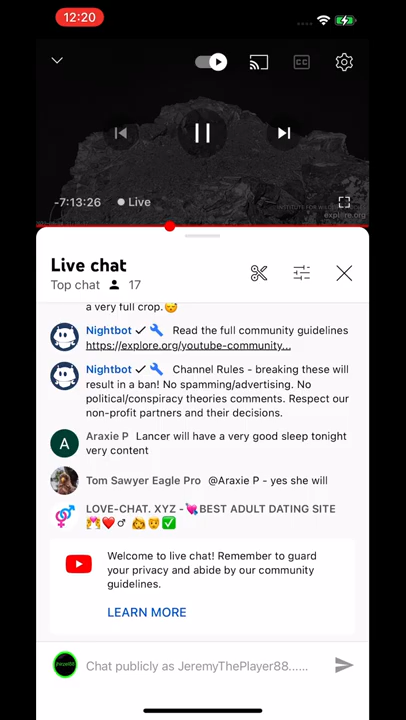 12:20
CC
-7:13:26
Live
INSTITUTE FOR WILDLIFE
explore.org
Live chat
Top chat 17
a very full crop.😴
Nightbot Read the full community guidelines
https://explore.org/youtube-community...
Nightbot Channel Rules - breaking these will
result in a ban! No spamming/advertising. No
political/conspiracy theories comments. Respect our
non-profit partners and their decisions.
A
Araxie P Lancer will have a very good sleep tonight
very content
Tom Sawyer Eagle Pro @Araxie P - yes she will
LOVE-CHAT. XYZ -💘BEST ADULT DATING SITE
Welcome to live chat! Remember to guard
your privacy and abide by our community
guidelines.
LEARN MORE
Chat publicly as JeremyThePlayer88......